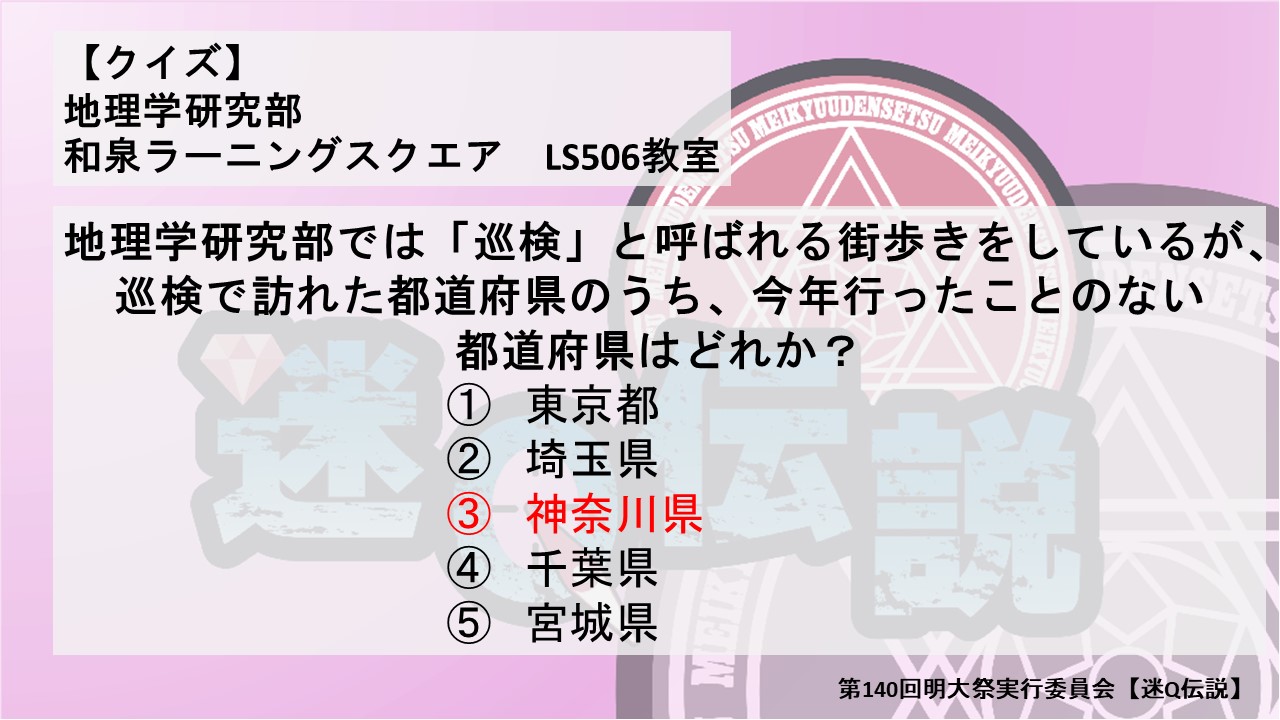 【クイズ】
地理学研究部
和泉ラーニングスクエア　LS506教室
地理学研究部では「巡検」と呼ばれる街歩きをしているが、
巡検で訪れた都道府県のうち、今年行ったことのない
都道府県はどれか？
①　東京都
②　埼玉県
③　神奈川県
④　千葉県
⑤　宮城県
迷Q伝説
MEIKYUUDENSETSU
第140回明大祭実行委員会【迷Q伝説】